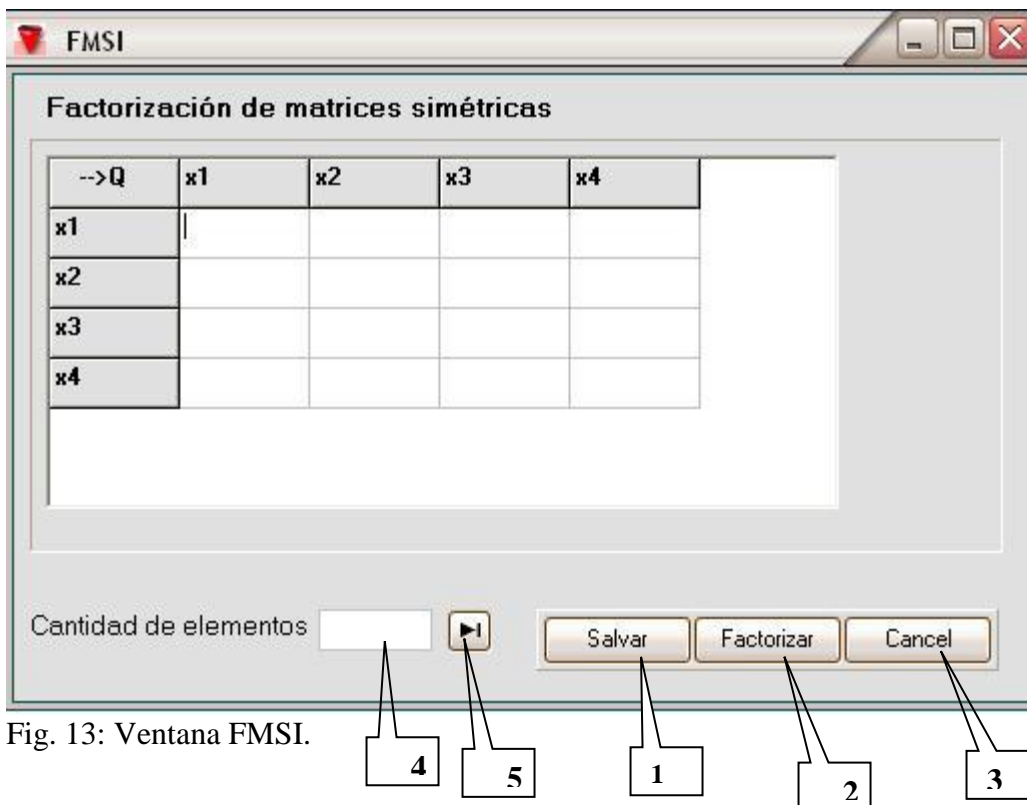 FMSI
Factorización de matrices simétricas
-->Q x1 x2 x3 x4
x1
x2
x3
x4
Cantidad de elementos
Salvar Factorizar Cancel
Fig. 13: Ventana FMSI.
4 5 1 2 3